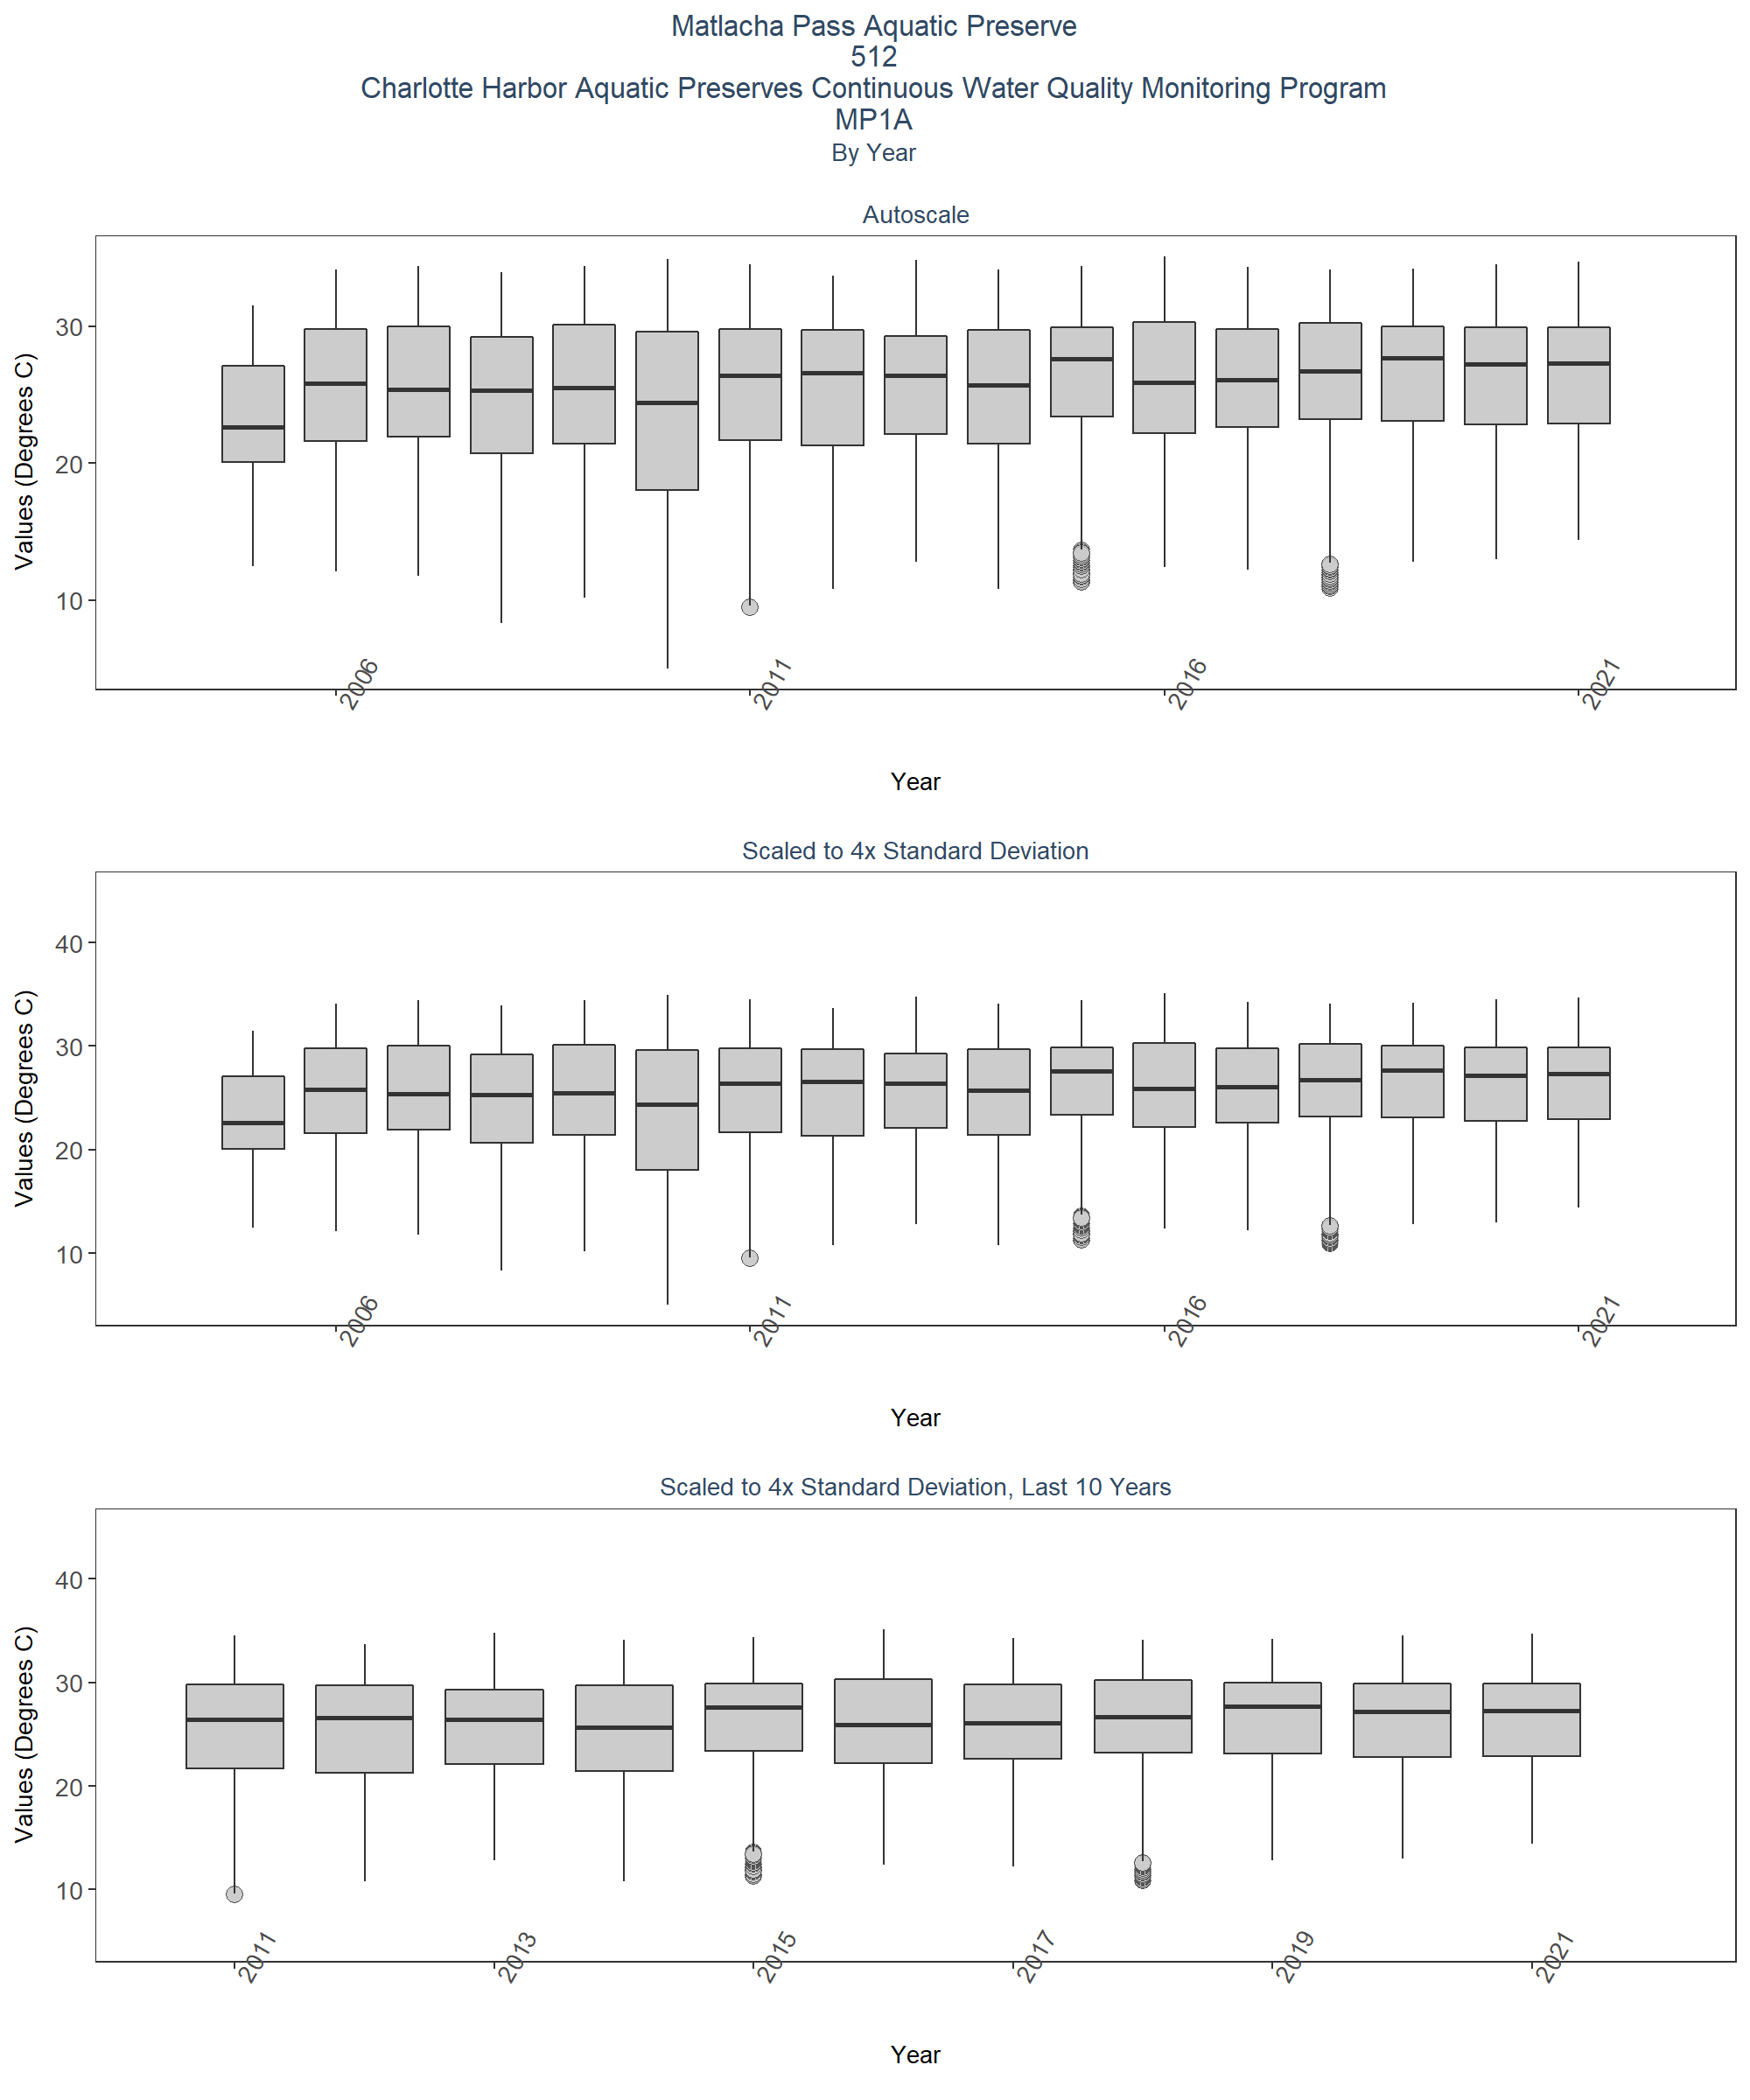 Matlacha Pass Aquatic Preserve
512
Charlotte Harbor Aquatic Preserves Continuous Water Quality Monitoring Program
MP1A
By Year
Autoscale
Values (Degrees C)
30
20
10
2006 2011 2016 2021
Year
Scaled to 4x Standard Deviation
Values (Degrees C)
40
30
20
10
2006 2011 2016 2021
Year
Scaled to 4x Standard Deviation, Last 10 Years
Values (Degrees C)
40
30
20
10
2011 2013 2015 2017 2019 2021
Year